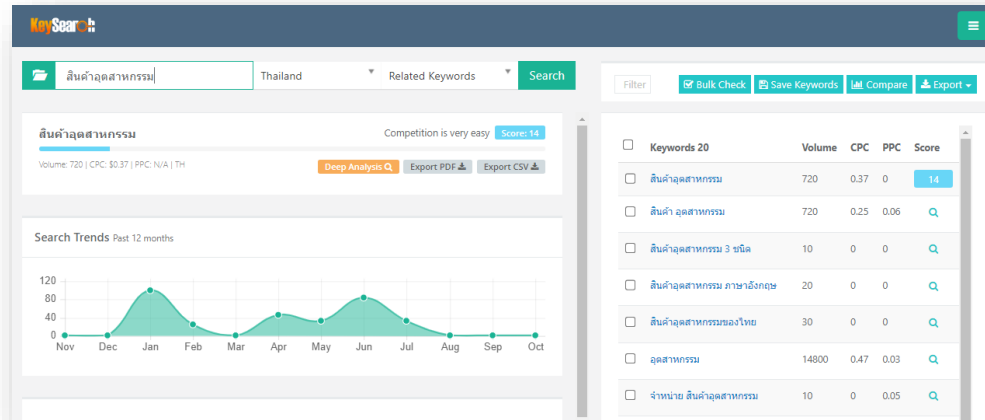 KeySearch
สินค้าอุตสาหกรรม Thailand Related Keywords Search
สินค้าอุตสาหกรรม Competition is very easy Score: 14
Volume: 720 | CPC: $0.37 | PPC: N/A | TH Deep Analysis Export PDF Export CSV
Search Trends Past 12 months
120
80
40
0
Nov Dec Jan Feb Mar Apr May Jun Jul Aug Sep Oct
Filter Bulk Check Save Keywords Compare Export
Keywords 20 Volume CPC PPC Score
สินค้าอุตสาหกรรม 720 0.37 0 14
สินค้า อุตสาหกรรม 720 0.25 0.06
สินค้าอุตสาหกรรม 3 ชนิด 10 0 0
สินค้าอุตสาหกรรม ภาษาอังกฤษ 20 0 0
สินค้าอุตสาหกรรมของไทย 30 0 0
อุตสาหกรรม 14800 0.47 0.03
จําหน่าย สินค้าอุตสาหกรรม 10 0 0.05